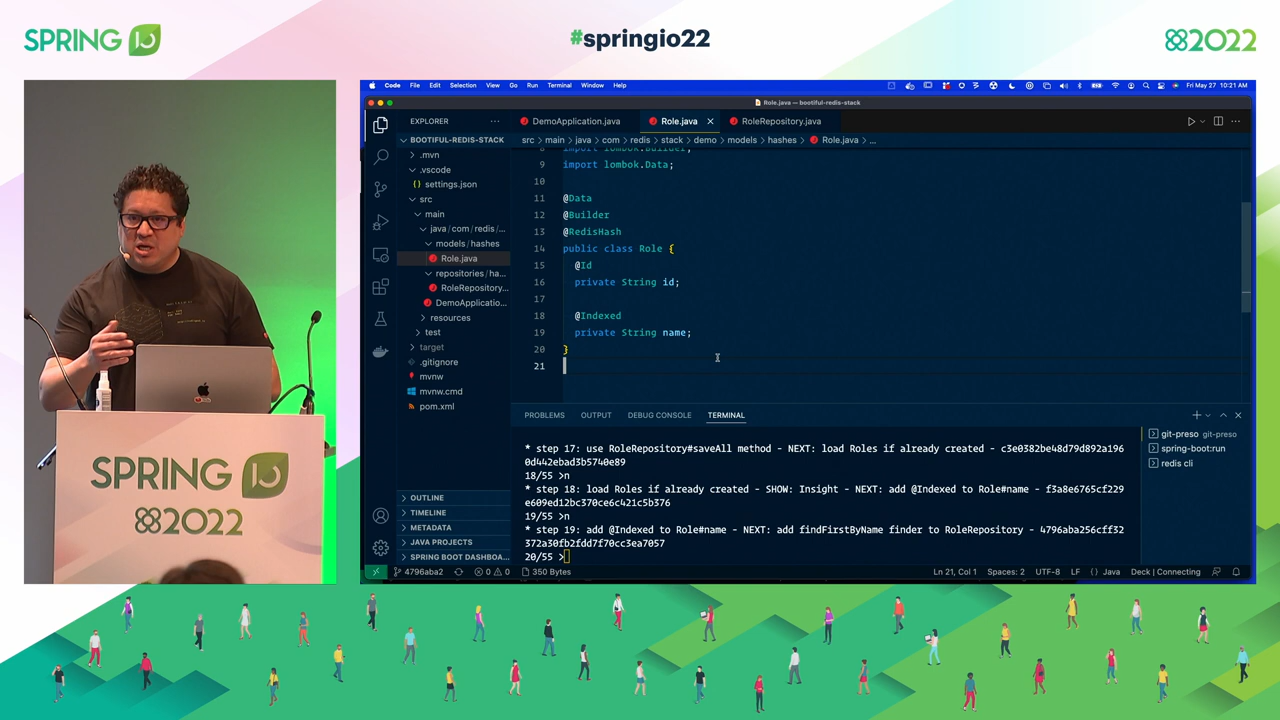 SPRING IO
#springio22
2022
Code File Edit Selection View Go Run Terminal Window Help
Fri May 27 10:21 AM
Role.java — bootiful-redis-stack
EXPLORER
DemoApplication.java
Role.java
RoleRepository.java
BOOTIFUL-REDIS-STACK
src > main > java > com > redis > stack > demo > models > hashes > Role.java > ...
.mvn
.vscode
settings.json
src
main
java / com / redis / ...
models / hashes
Role.java
repositories / ha...
RoleRepository...
DemoApplicatio...
resources
test
target
.gitignore
mvnw
mvnw.cmd
pom.xml
OUTLINE
TIMELINE
METADATA
JAVA PROJECTS
SPRING BOOT DASHBOA...
8 import lombok.Builder;
9 import lombok.Data;
10
11 @Data
12 @Builder
13 @RedisHash
14 public class Role {
15 @Id
16 private String id;
17
18 @Indexed
19 private String name;
20 }
21
PROBLEMS OUTPUT DEBUG CONSOLE TERMINAL
* step 17: use RoleRepository#saveAll method - NEXT: load Roles if already created - c3e0382be48d79d892a196
0d442ebad3b5740e89
18/55 >n
* step 18: load Roles if already created - SHOW: Insight - NEXT: add @Indexed to Role#name - f3a8e6765cf229
e609ed12bc370ce6c421c5b376
19/55 >n
* step 19: add @Indexed to Role#name - NEXT: add findFirstByName finder to RoleRepository - 4796aba256cff32
372a30fb2fdd7f70cc3ea7057
20/55 >
git-preso git-preso
spring-boot:run
redis cli
4796aba2 0 0 350 Bytes
Ln 21, Col 1 Spaces: 2 UTF-8 LF {} Java Deck | Connecting
SPRING IO
2022